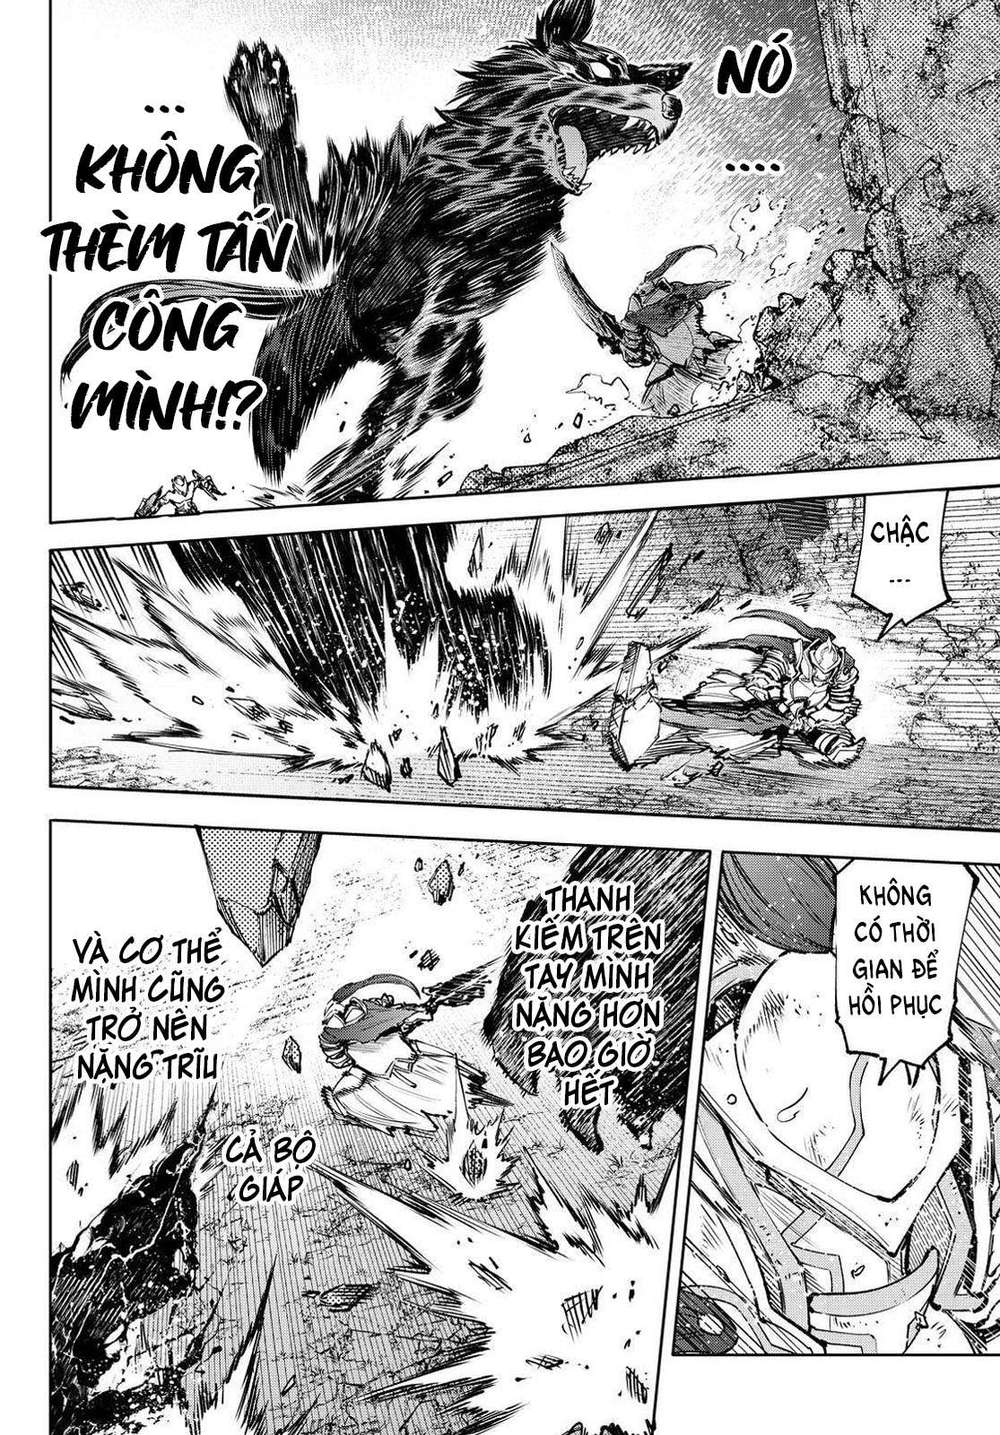 NÓ
....
...
KHÔNG
THÈM TẤN
CÔNG
MÌNH!?
CHẬC
...
KHÔNG
CÓ THỜI
GIAN ĐỂ
HỒI PHỤC
THANH
KIẾM TRÊN
TAY MÌNH
NẶNG HƠN
BAO GIỜ
HẾT
CẢ BỘ
GIÁP
VÀ CƠ THỂ
MÌNH CŨNG
TRỞ NÊN
NẶNG TRĨU